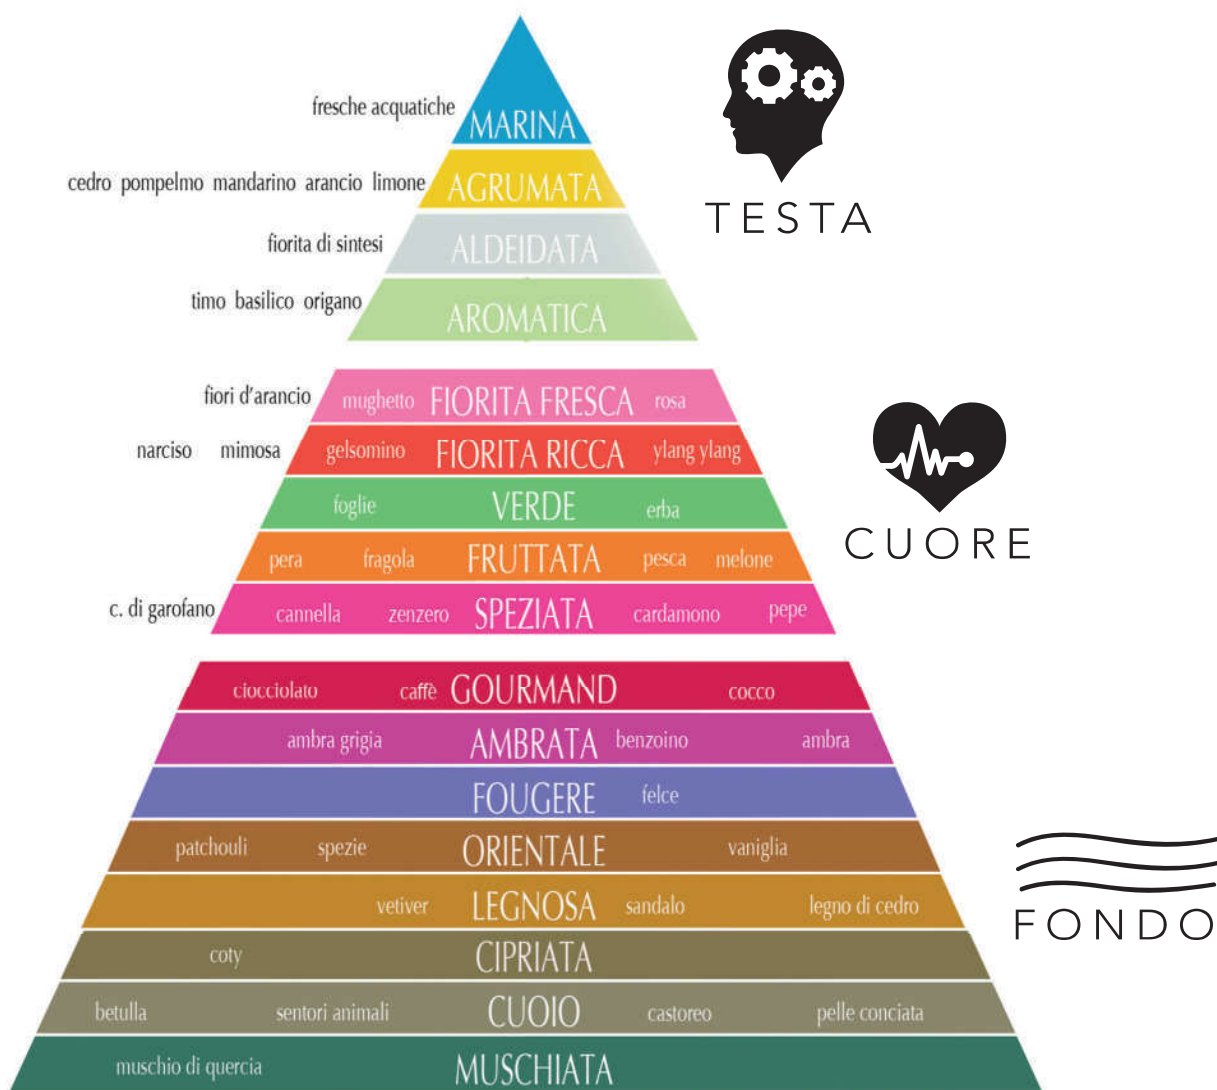 fresche acquatiche MARINA
TESTA
cedro pompelmo mandarino arancio limone AGRUMATA
fiorita di sintesi ALDEIDATA
timo basilico origano AROMATICA
fiori d'arancio mughetto FIORITA FRESCA rosa
narciso mimosa gelsomino FIORITA RICCA ylang ylang
foglie VERDE erba
CUORE
pera fragola FRUTTATA pesca melone
c. di garofano cannella zenzero SPEZIATA cardamono pepe
ciocciolato caffè GOURMAND cocco
ambra grigia AMBRATA benzoino ambra
FOUGERE felce
patchouli spezie ORIENTALE vaniglia
vetiver LEGNOSA sandalo legno di cedro
FONDO
coty CIPRIATA
betulla sentori animali CUOIO castoreo pelle conciata
muschio di quercia MUSCHIATA